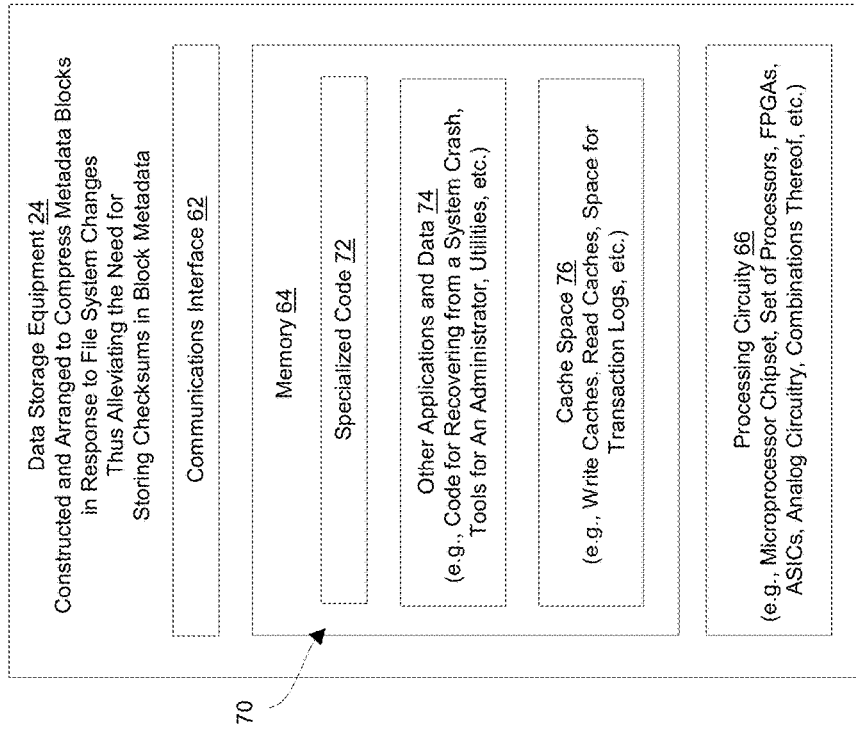 Data Storage Equipment 24
Constructed and Arranged to Compress Metadata Blocks
in Response to File System Changes
Thus Alleviating the Need for
Storing Checksums in Block Metadata
Communications Interface 62
Memory 64
Specialized Code 72
Other Applications and Data 74
(e.g., Code for Recovering from a System Crash,
Tools for An Administrator, Utilities, etc.)
Cache Space 76
(e.g., Write Caches, Read Caches, Space for
Transaction Logs, etc.)
Processing Circuity 66
(e.g., Microprocessor Chipset, Set of Processors, FPGAs,
ASICs, Analog Circuitry, Combinations Thereof, etc.)
70